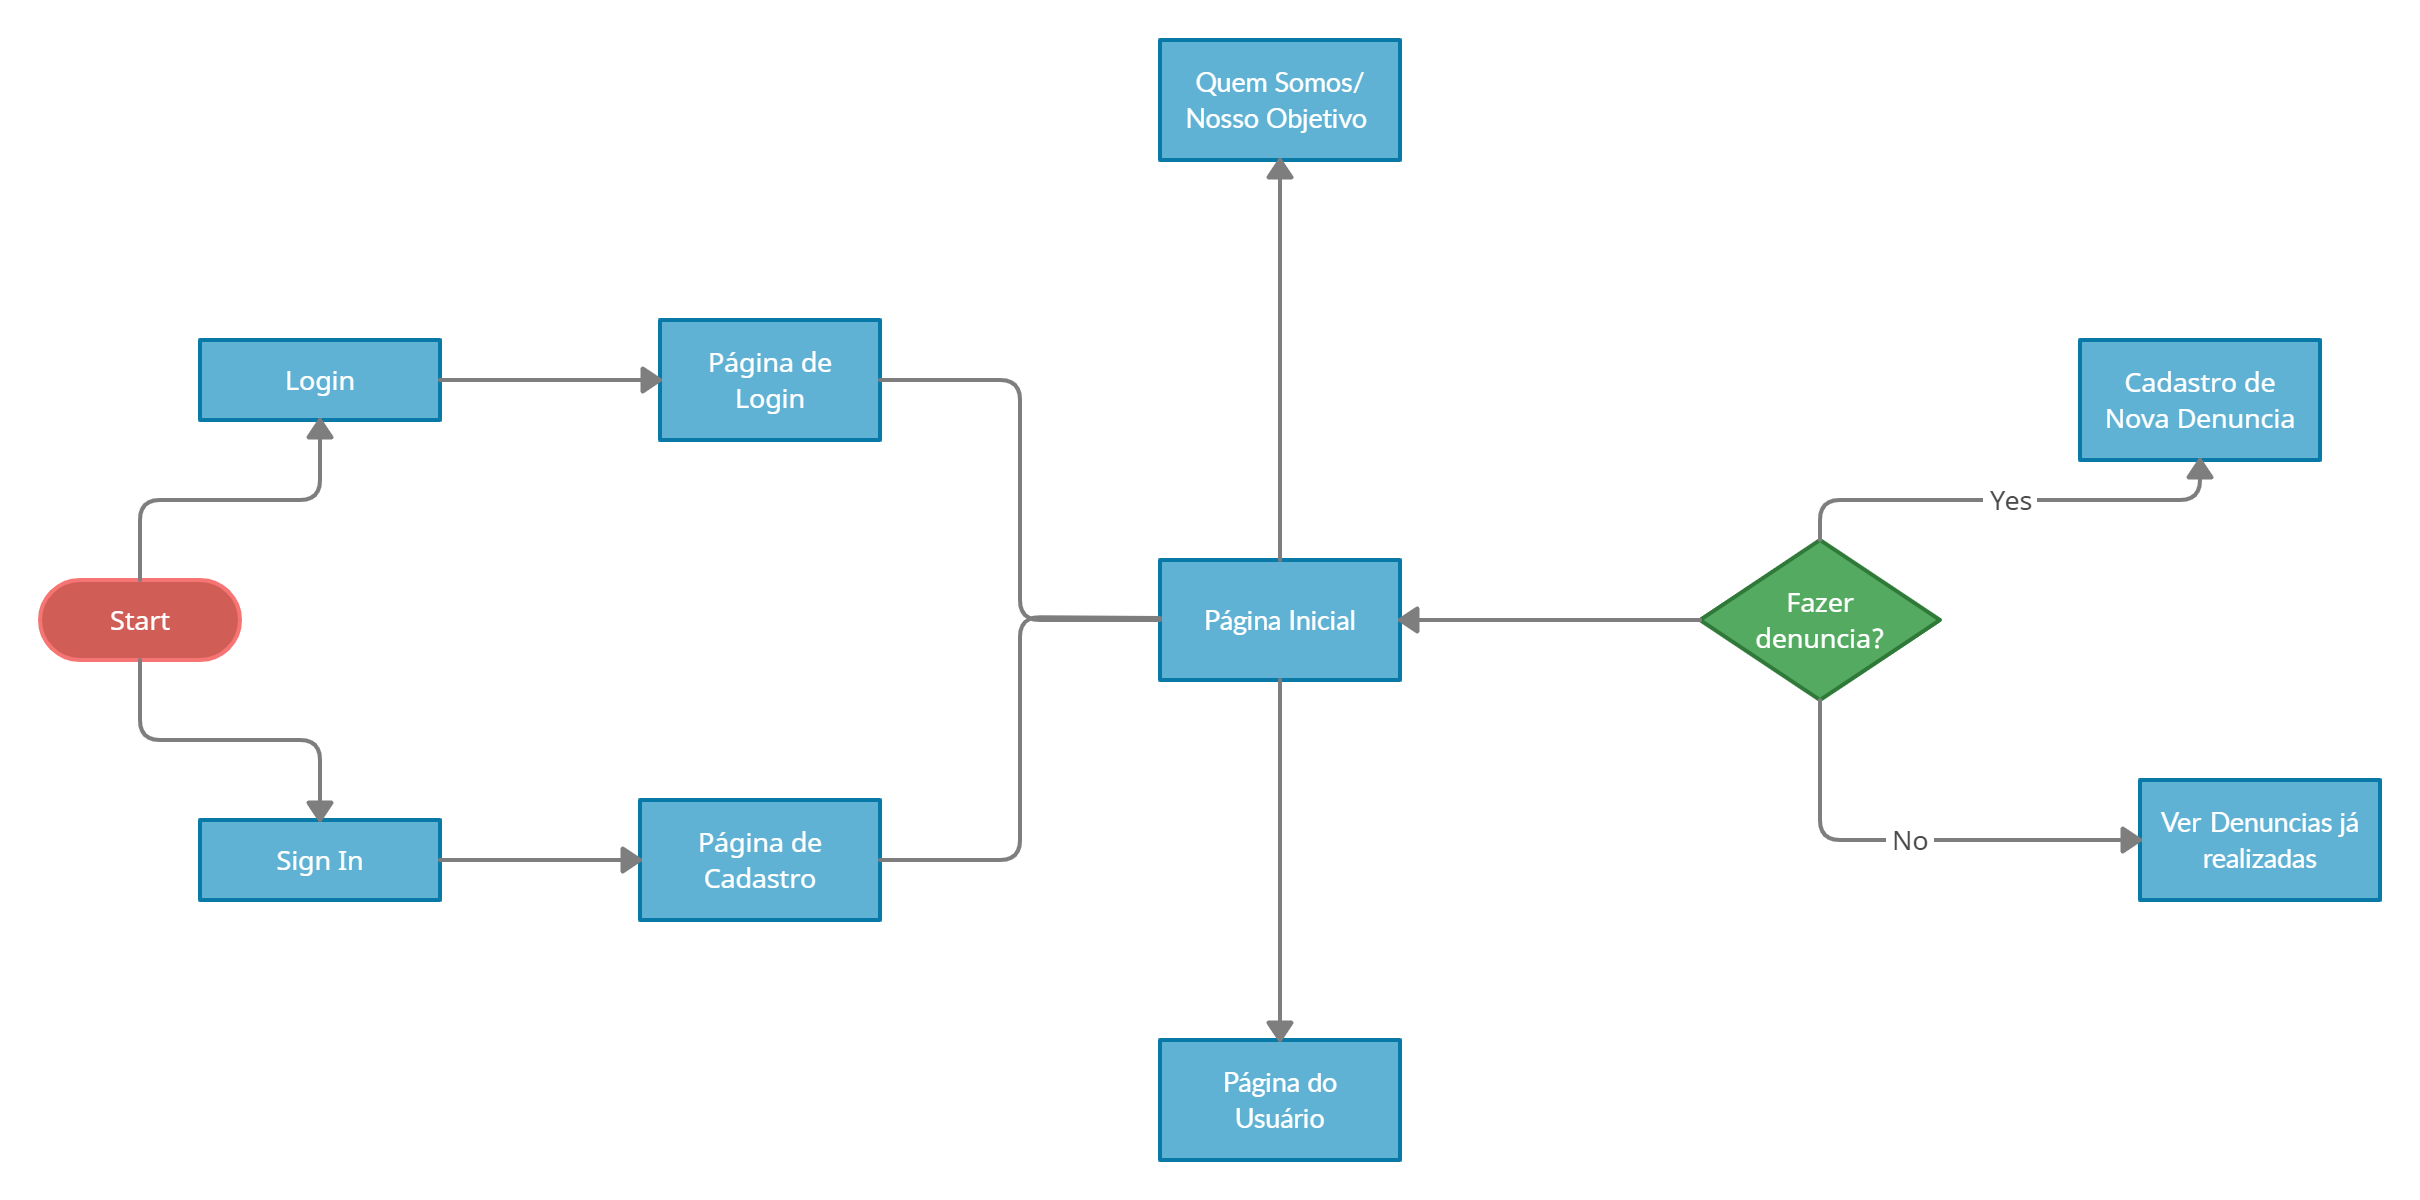 Quem Somos/
Nosso Objetivo
Login
Página de
Login
Cadastro de
Nova Denuncia
Yes
Start
Página Inicial
Fazer
denuncia?
Sign In
Página de
Cadastro
No
Ver Denuncias já
realizadas
Página do
Usuário